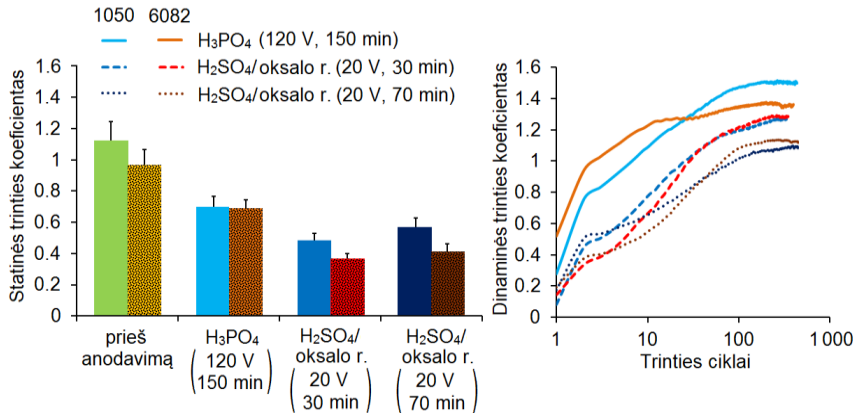 1050 6082
H₃PO₄ (120 V, 150 min)
H₂SO₄/oksalo r. (20 V, 30 min)
H₂SO₄/oksalo r. (20 V, 70 min)
Statinės trinties koeficientas
1.6
1.4
1.2
1
0.8
0.6
0.4
0.2
0
prieš
anodavimą
H₃PO₄
(120 V
150 min)
H₂SO₄/
oksalo r.
(20 V
30 min)
H₂SO₄/
oksalo r.
(20 V
70 min)
Dinaminės trinties koeficientas
1.6
1.4
1.2
1
0.8
0.6
0.4
0.2
0
1 10 100 1 000
Trinties ciklai